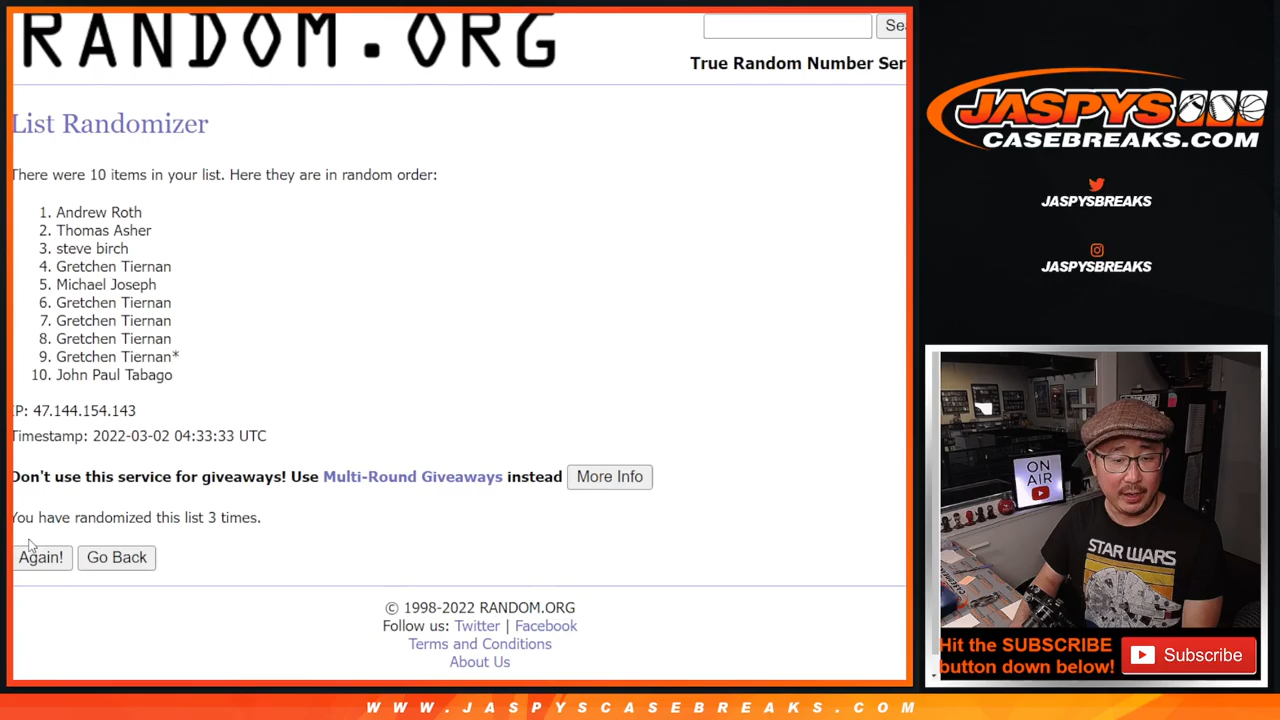 RANDOM.ORG
True Random Number Ser
List Randomizer
There were 10 items in your list. Here they are in random order:
1. Andrew Roth
2. Thomas Asher
3. steve birch
4. Gretchen Tiernan
5. Michael Joseph
6. Gretchen Tiernan
7. Gretchen Tiernan
8. Gretchen Tiernan
9. Gretchen Tiernan*
10. John Paul Tabago
IP: 47.144.154.143
Timestamp: 2022-03-02 04:33:33 UTC
Don't use this service for giveaways! Use Multi-Round Giveaways instead More Info
You have randomized this list 3 times.
Again! Go Back
© 1998-2022 RANDOM.ORG
Follow us: Twitter | Facebook
Terms and Conditions
About Us
JASPYS
CASEBREAKS.COM
JASPYSBREAKS
JASPYSBREAKS
ON
AIR
STAR WARS
Hit the SUBSCRIBE
button down below!
Subscribe
WWW.JASPYSCASEBREAKS.COM